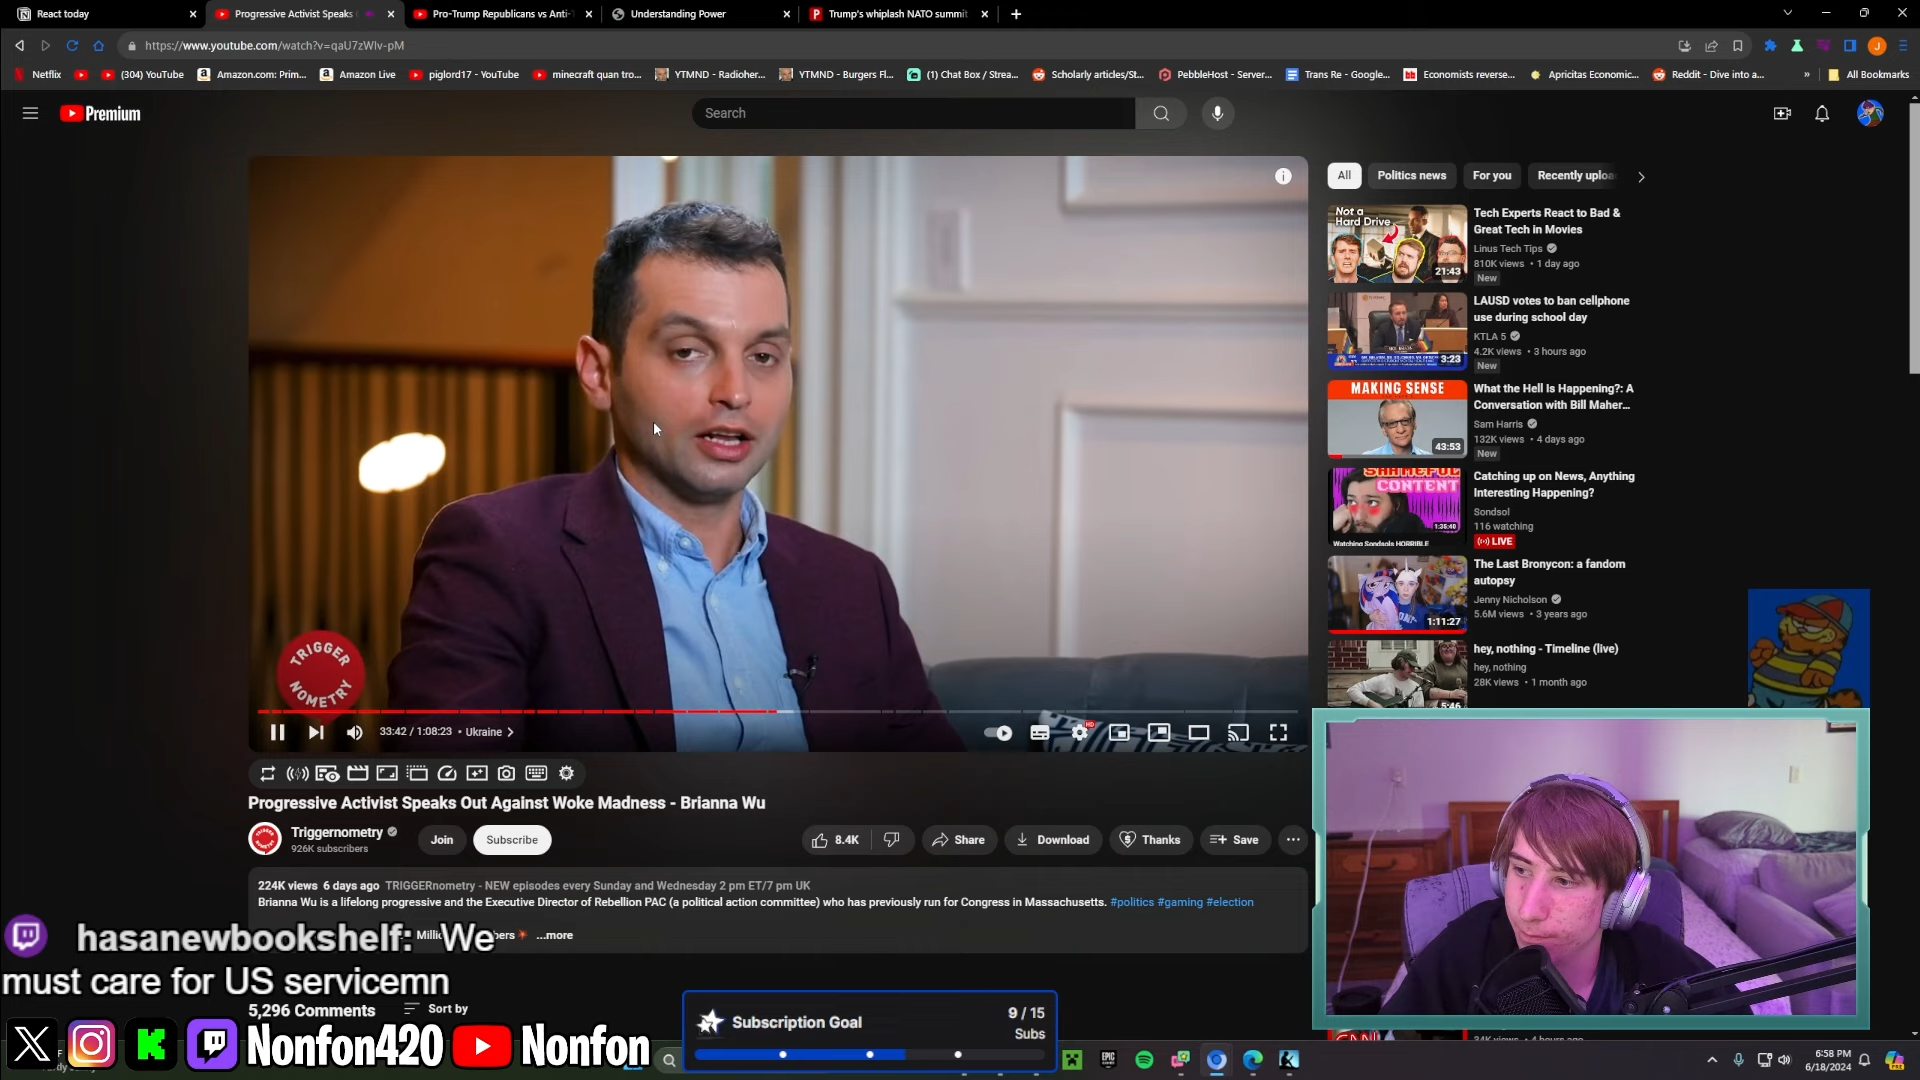 React today
Progressive Activist Speaks
Pro-Trump Republicans vs Anti-T
Understanding Power
Trump's whiplash NATO summit
https://www.youtube.com/watch?v=qaU7zWlv-pM
Netflix
(304) YouTube
Amazon.com: Prim...
Amazon Live
piglord17 - YouTube
minecraft quan tro...
YTMND - Radioher...
YTMND - Burgers Fl...
(1) Chat Box / Strea...
Scholarly articles/St...
PebbleHost - Server...
Trans Re - Google...
Economists reverse...
Apricitas Economic...
Reddit - Dive into a...
All Bookmarks
Premium
Search
All
Politics news
For you
Recently uploa
Not a
Hard Drive
21:43
Tech Experts React to Bad &
Great Tech in Movies
Linus Tech Tips
810K views • 1 day ago
New
3:23
LAUSD votes to ban cellphone
use during school day
KTLA 5
4.2K views • 3 hours ago
New
MAKING SENSE
43:53
What the Hell Is Happening?: A
Conversation with Bill Maher...
Sam Harris
132K views • 4 days ago
New
SHAMEFUL
CONTENT
1:35:40
Watching Sondsols HORRIBLE
Catching up on News, Anything
Interesting Happening?
Sondsol
116 watching
LIVE
1:11:27
The Last Bronycon: a fandom
autopsy
Jenny Nicholson
5.6M views • 3 years ago
5:46
hey, nothing - Timeline (live)
hey, nothing
28K views • 1 month ago
TRIGGER
NOMETRY
33:42 / 1:08:23 • Ukraine
HD
Progressive Activist Speaks Out Against Woke Madness - Brianna Wu
Triggernometry
926K subscribers
Join
Subscribe
8.4K
Share
Download
Thanks
Save
224K views 6 days ago TRIGGERnometry - NEW episodes every Sunday and Wednesday 2 pm ET/7 pm UK
Brianna Wu is a lifelong progressive and the Executive Director of Rebellion PAC (a political action committee) who has previously run for Congress in Massachusetts. #politics #gaming #election
...more
hasanewbookshelf: We
must care for US servicemn
5,296 Comments
Sort by
Nonfon420
Nonfon
Subscription Goal
9 / 15
Subs
EPIC
6:58 PM
6/18/2024